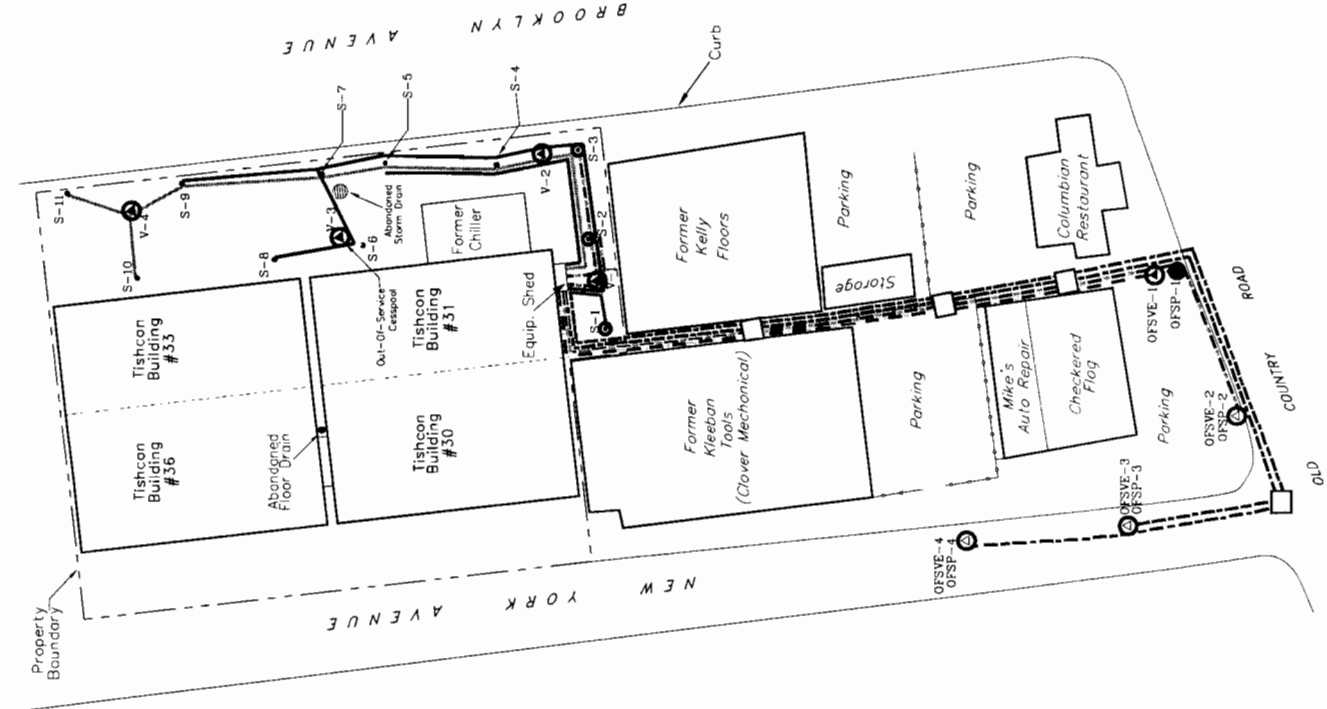 BROOKLYN AVENUE
Curb
S-11
V-4
S-9
S-10
S-8
V-3
S-6
S-7
S-5
S-4
V-2
S-3
S-2
S-1
Abandoned
Storm Drain
Out-Of-Service
Cesspool
Former
Chiller
Equip. Shed
Tishcon
Building
#33
Tishcon
Building
#36
Tishcon
Building
#31
Tishcon
Building
#30
Abandoned
Floor Drain
Property
Boundary
NEW YORK AVENUE
Former
Kelly
Floors
Parking
Storage
Parking
Columbian
Restaurant
Former
Kleeban
Tools
(Clover Mechanical)
Parking
Mike's
Auto Repair
Checkered
Flag
Parking
OFSVE-1
OFSP-1
OFSVE-2
OFSP-2
OFSVE-3
OFSP-3
OFSVE-4
OFSP-4
OLD COUNTRY ROAD